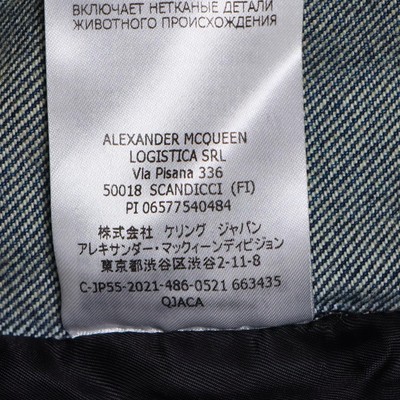 ВКЛЮЧАЕТ НЕТКАНЫЕ ДЕТАЛИ
ЖИВОТНОГО ПРОИСХОЖДЕНИЯ
ALEXANDER MCQUEEN
LOGISTICA SRL
Via Pisana 336
50018 SCANDICCI (FI)
PI 06577540484
株式会社 ケリング ジャパン
アレキサンダー・マックィーンディビジョン
東京都渋谷区渋谷2-11-8
C-JP55-2021-486-0521 663435
QJACA